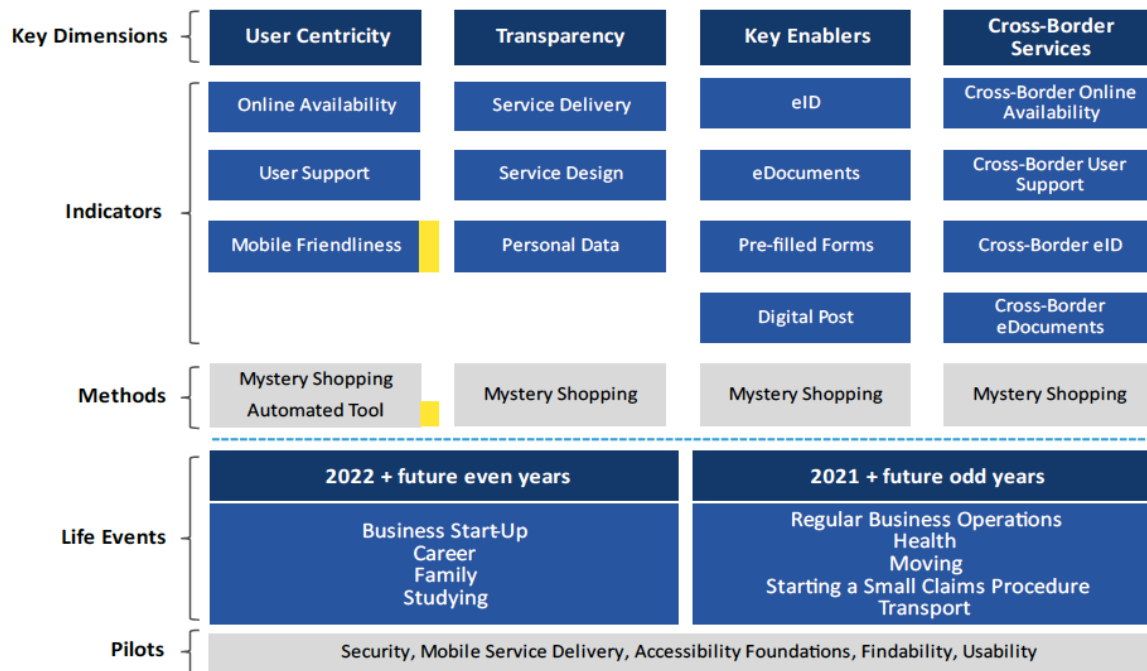 Key Dimensions
User Centricity
Transparency
Key Enablers
Cross-Border
Services
Indicators
Online Availability
Service Delivery
eID
Cross-Border Online
Availability
User Support
Service Design
eDocuments
Cross-Border User
Support
Mobile Friendliness
Personal Data
Pre-filled Forms
Cross-Border eID
Digital Post
Cross-Border
eDocuments
Methods
Mystery Shopping
Automated Tool
Mystery Shopping
Mystery Shopping
Mystery Shopping
Life Events
2022 + future even years
Business Start-Up
Career
Family
Studying
2021 + future odd years
Regular Business Operations
Health
Moving
Starting a Small Claims Procedure
Transport
Pilots
Security, Mobile Service Delivery, Accessibility Foundations, Findability, Usability